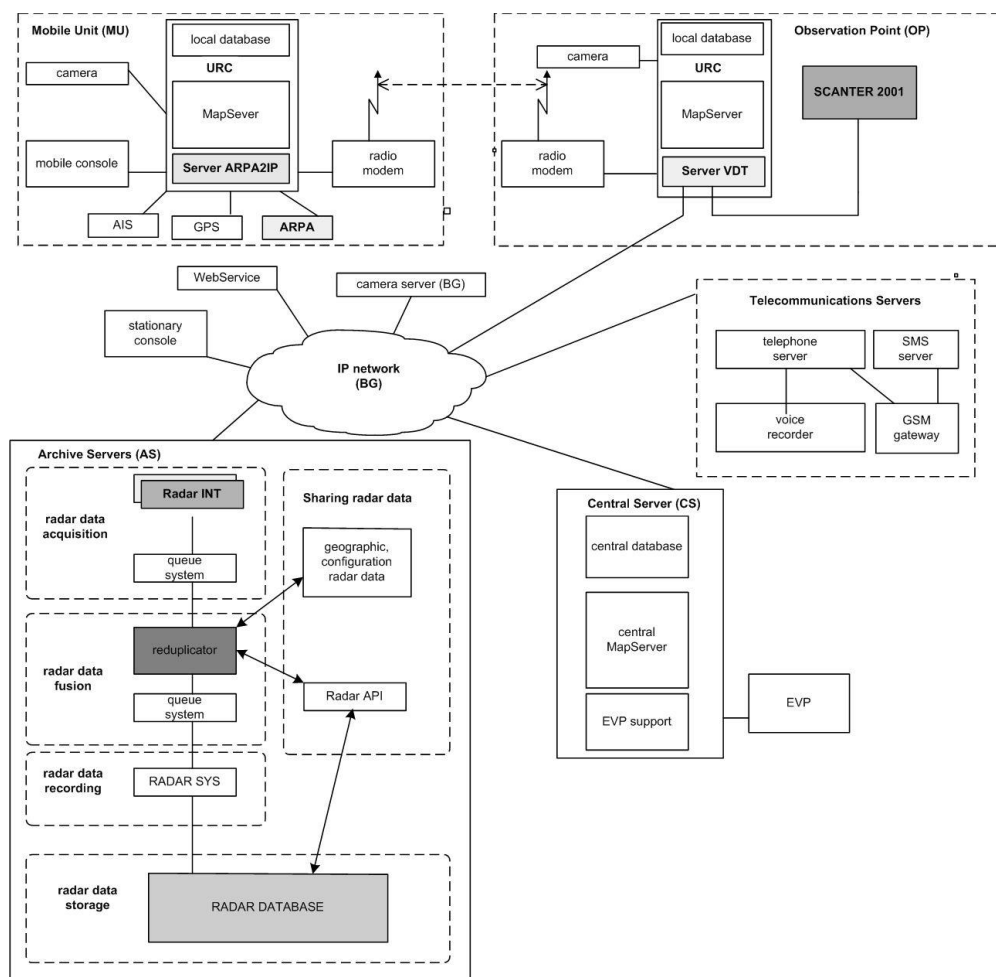 Mobile Unit (MU)
local database
URC
camera
MapSever
mobile console
Server ARPA2IP
radio
modem
AIS
GPS
ARPA
Observation Point (OP)
local database
camera
URC
SCANTER 2001
MapServer
radio
modem
Server VDT
WebService
camera server (BG)
stationary
console
IP network
(BG)
Telecommunications Servers
telephone
server
SMS
server
voice
recorder
GSM
gateway
Archive Servers (AS)
Radar INT
radar data
acquisition
queue
system
Sharing radar data
geographic,
configuration
radar data
reduplicator
radar data
fusion
queue
system
Radar API
radar data
recording
RADAR SYS
radar data
storage
RADAR DATABASE
Central Server (CS)
central database
central
MapServer
EVP support
EVP